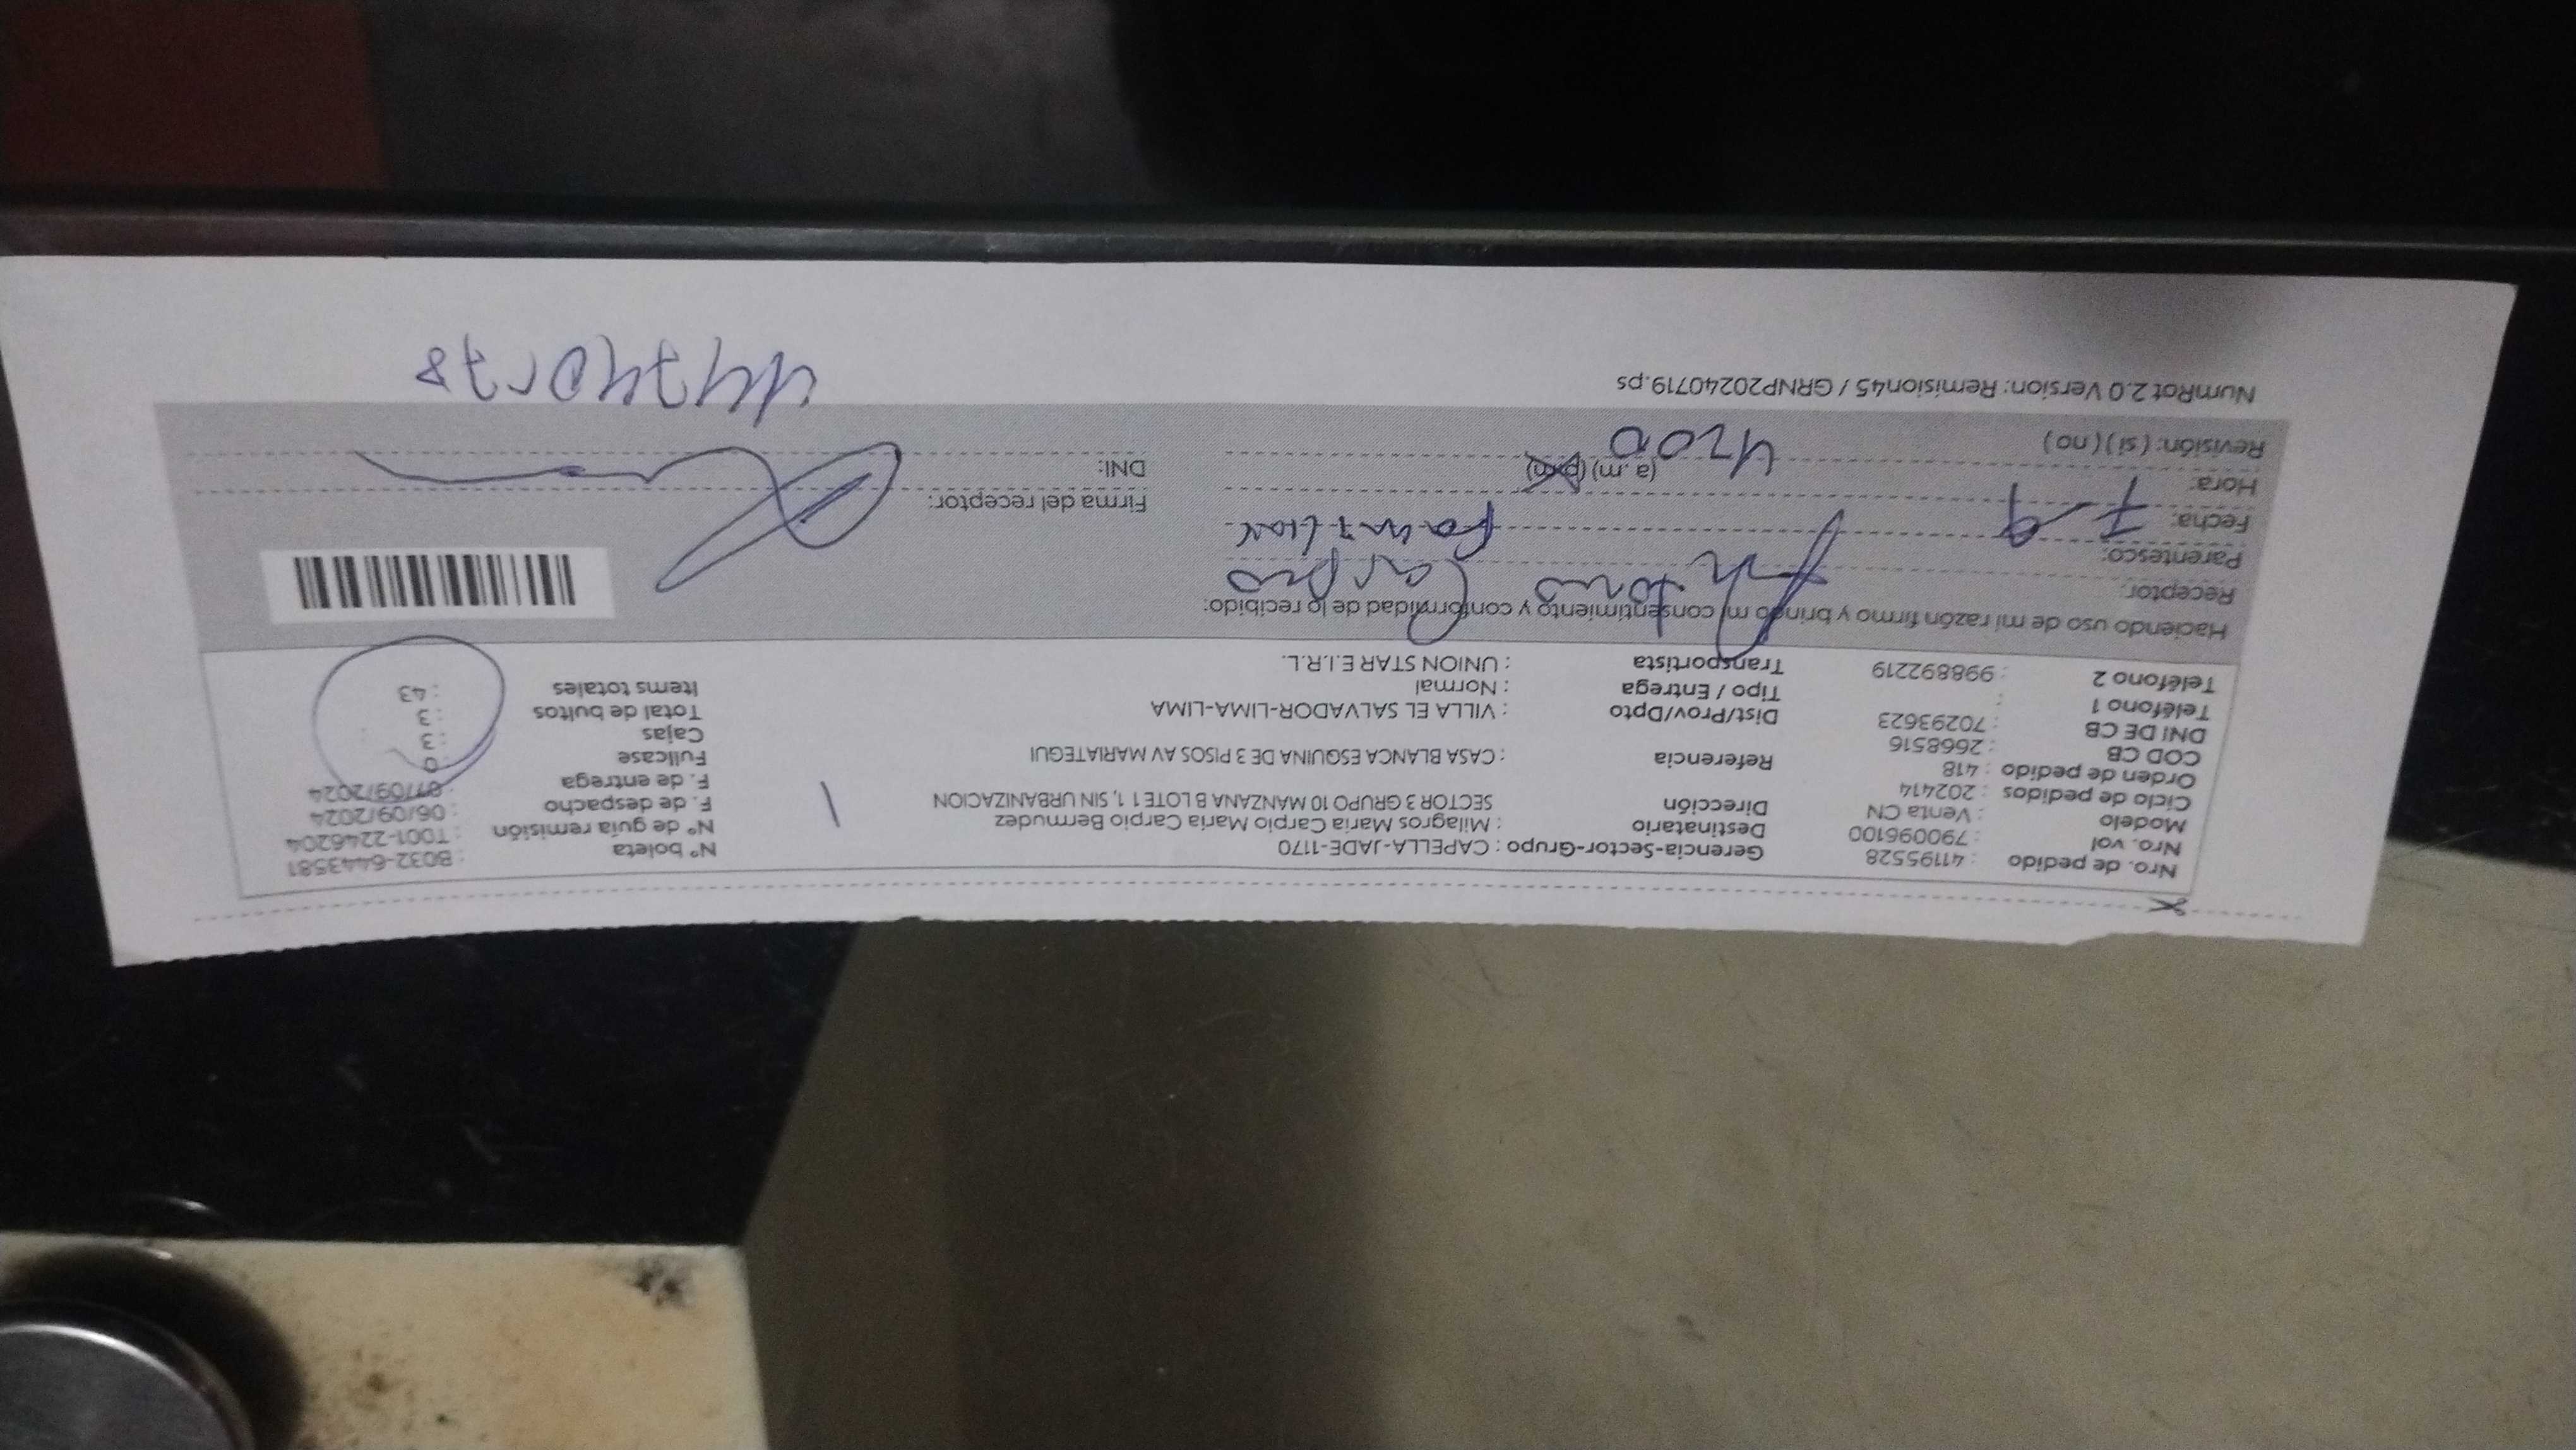 Nro. de pedido : 41195528 Gerencia-Sector-Grupo : CAPELLA-JADE-1170 N° boleta : B032-6443581
Nro. vol : 790096100 Destinatario : Milagros Maria Carpio Maria Carpio Bermudez N° de guía remisión : T001-2246204
Modelo : Venta CN Dirección SECTOR 3 GRUPO 10 MANZANA B LOTE 1 1, SIN URBANIZACION F. de despacho : 06/09/2024
Ciclo de pedidos : 202414 F. de entrega : 07/09/2024
Orden de pedido : 418 Referencia : CASA BLANCA ESQUINA DE 3 PISOS AV MARIATEGUI Fullcase : 0
COD CB : 2668516 Cajas : 3
DNI DE CB : 70293623 Dist/Prov/Dpto : VILLA EL SALVADOR-LIMA-LIMA Total de bultos : 3
Teléfono 1 : Tipo / Entrega : Normal Items totales : 43
Teléfono 2 : 998892219 Transportista : UNION STAR E.I.R.L.
Haciendo uso de mi razón firmo y brindo mi consentimiento y conformidad de lo recibido:
Receptor: Antonio Carpio
Parentesco: familiar
Fecha: 7-9 Firma del receptor:
Hora: (a.m) (p.m) DNI:
Revisión: (si) (no) 4200
NumRot 2.0 Version: Remision45 / GRNP20240719.ps